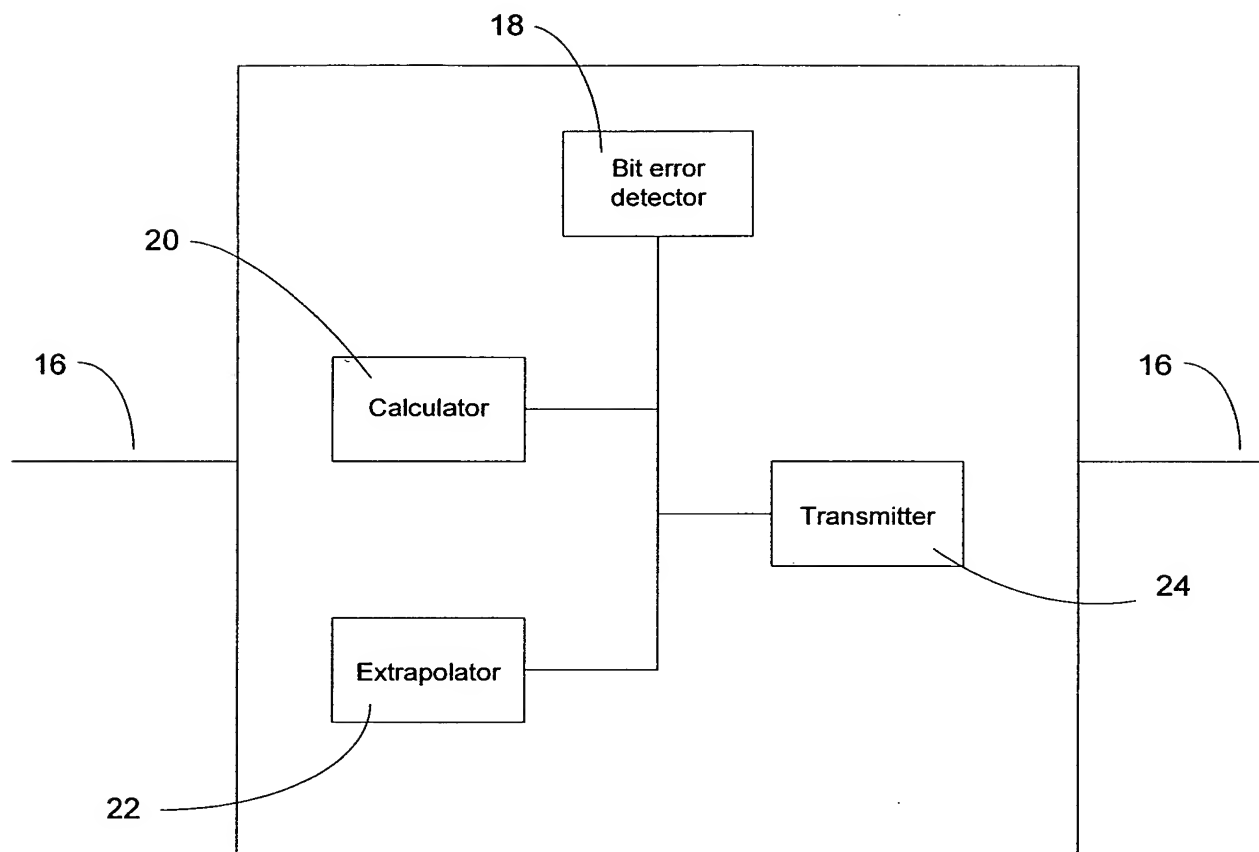 18
Bit error
detector
20
16
Calculator
16
Transmitter
24
Extrapolator
22